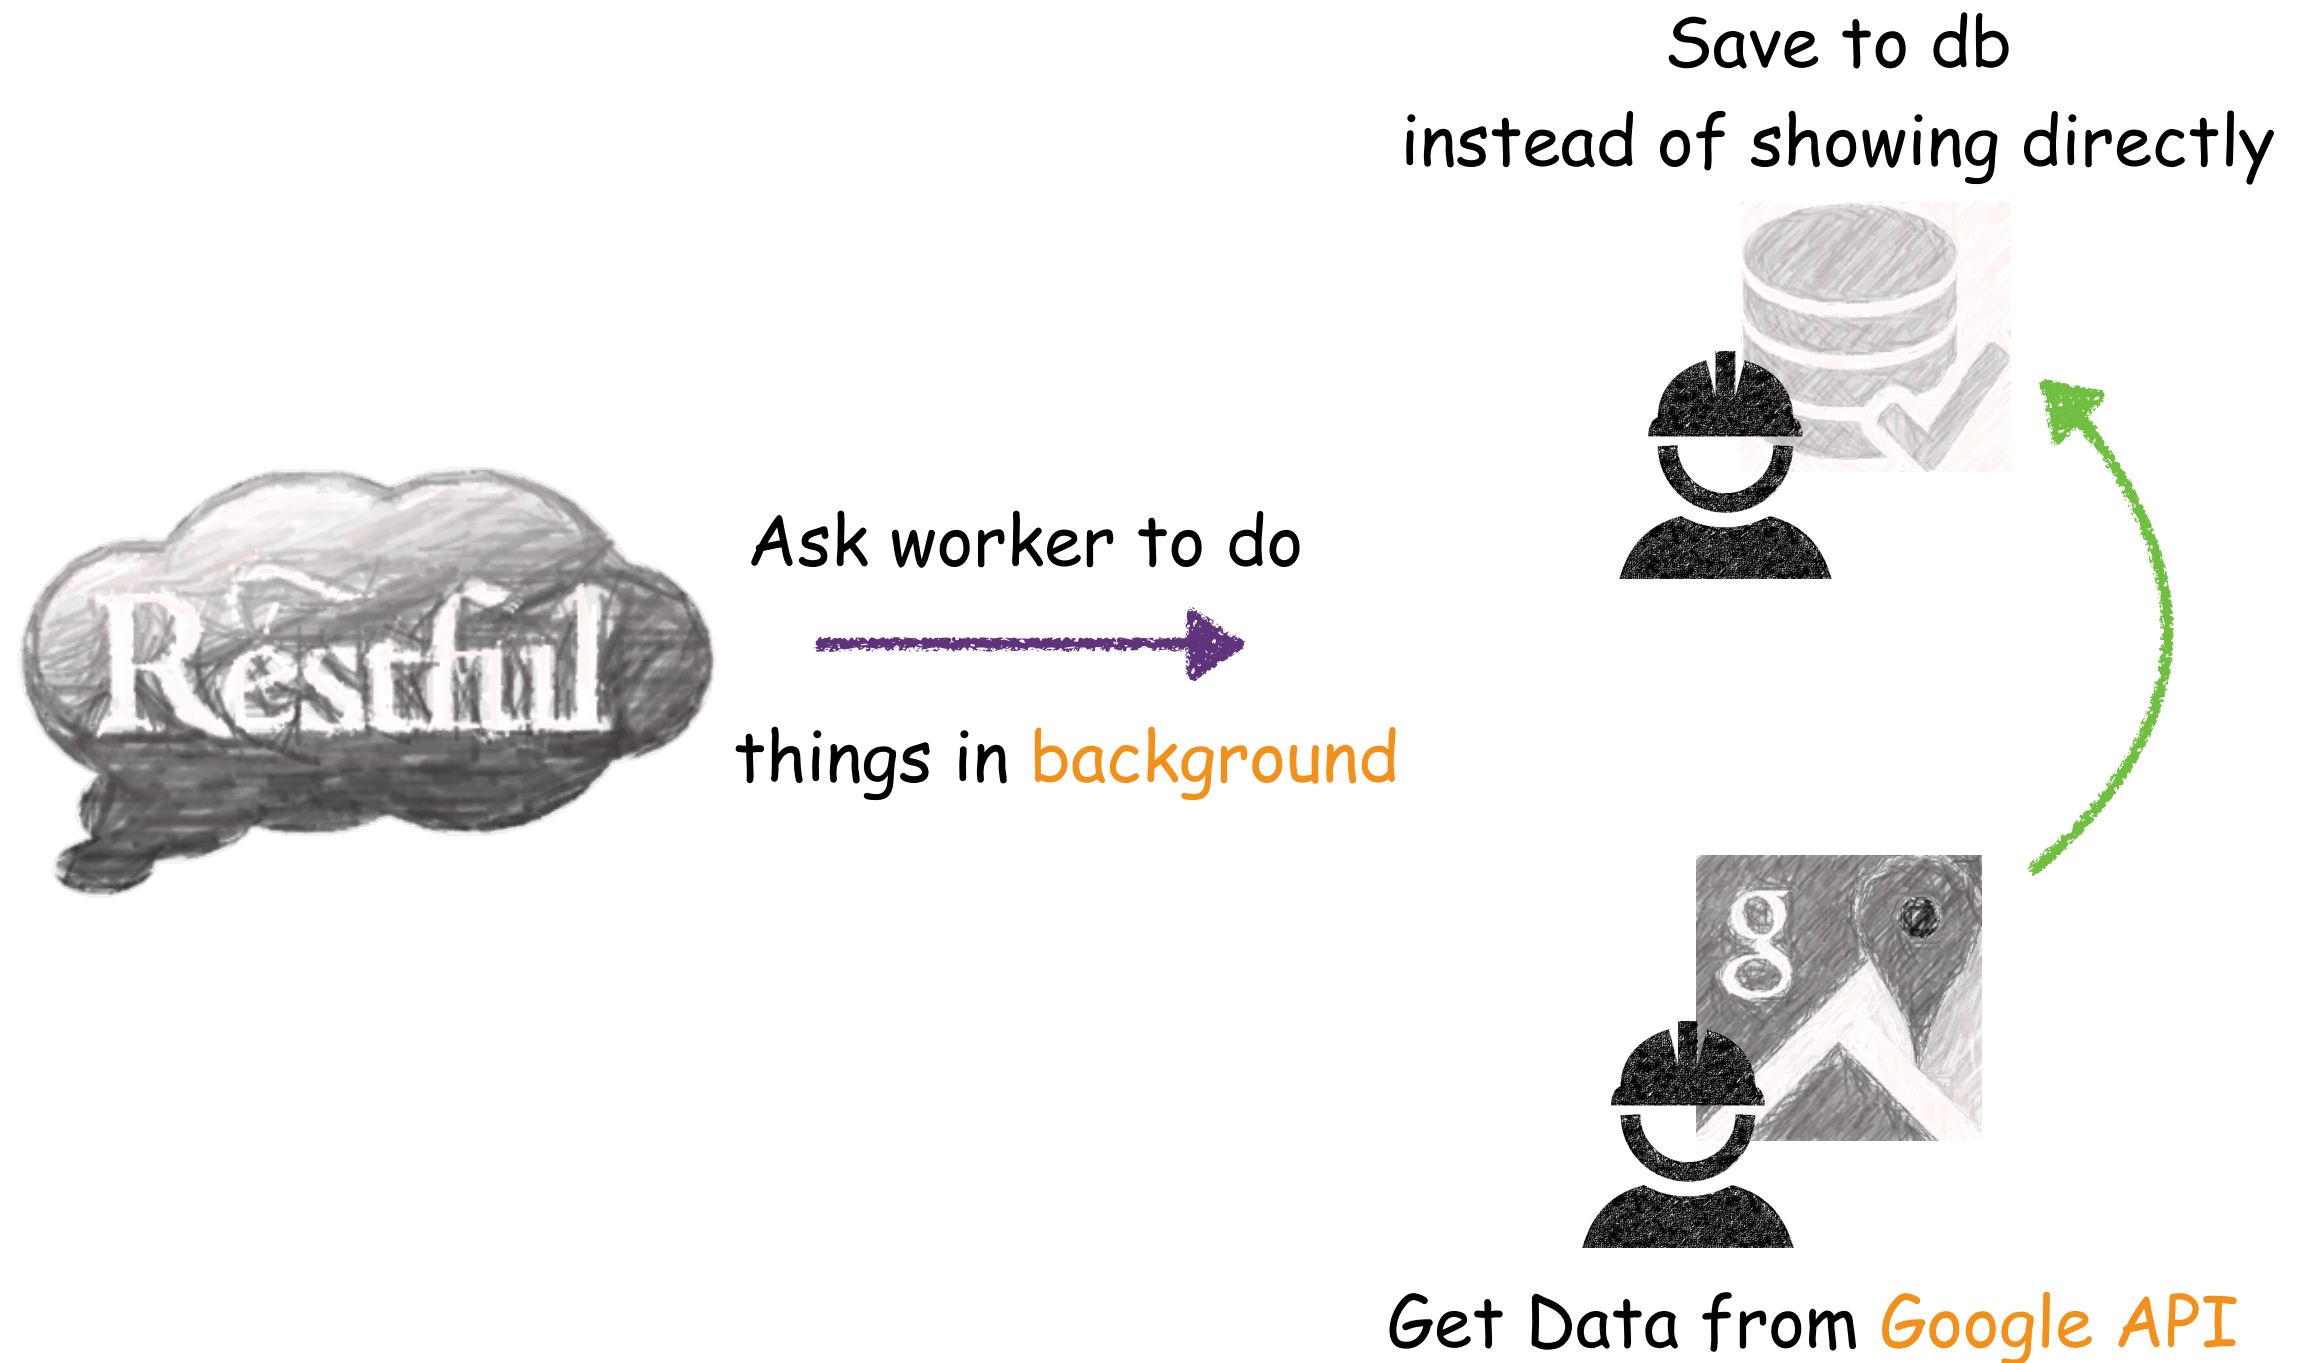 Save to db
instead of showing directly
Restful
Ask worker to do
things in background
g
Get Data from Google API